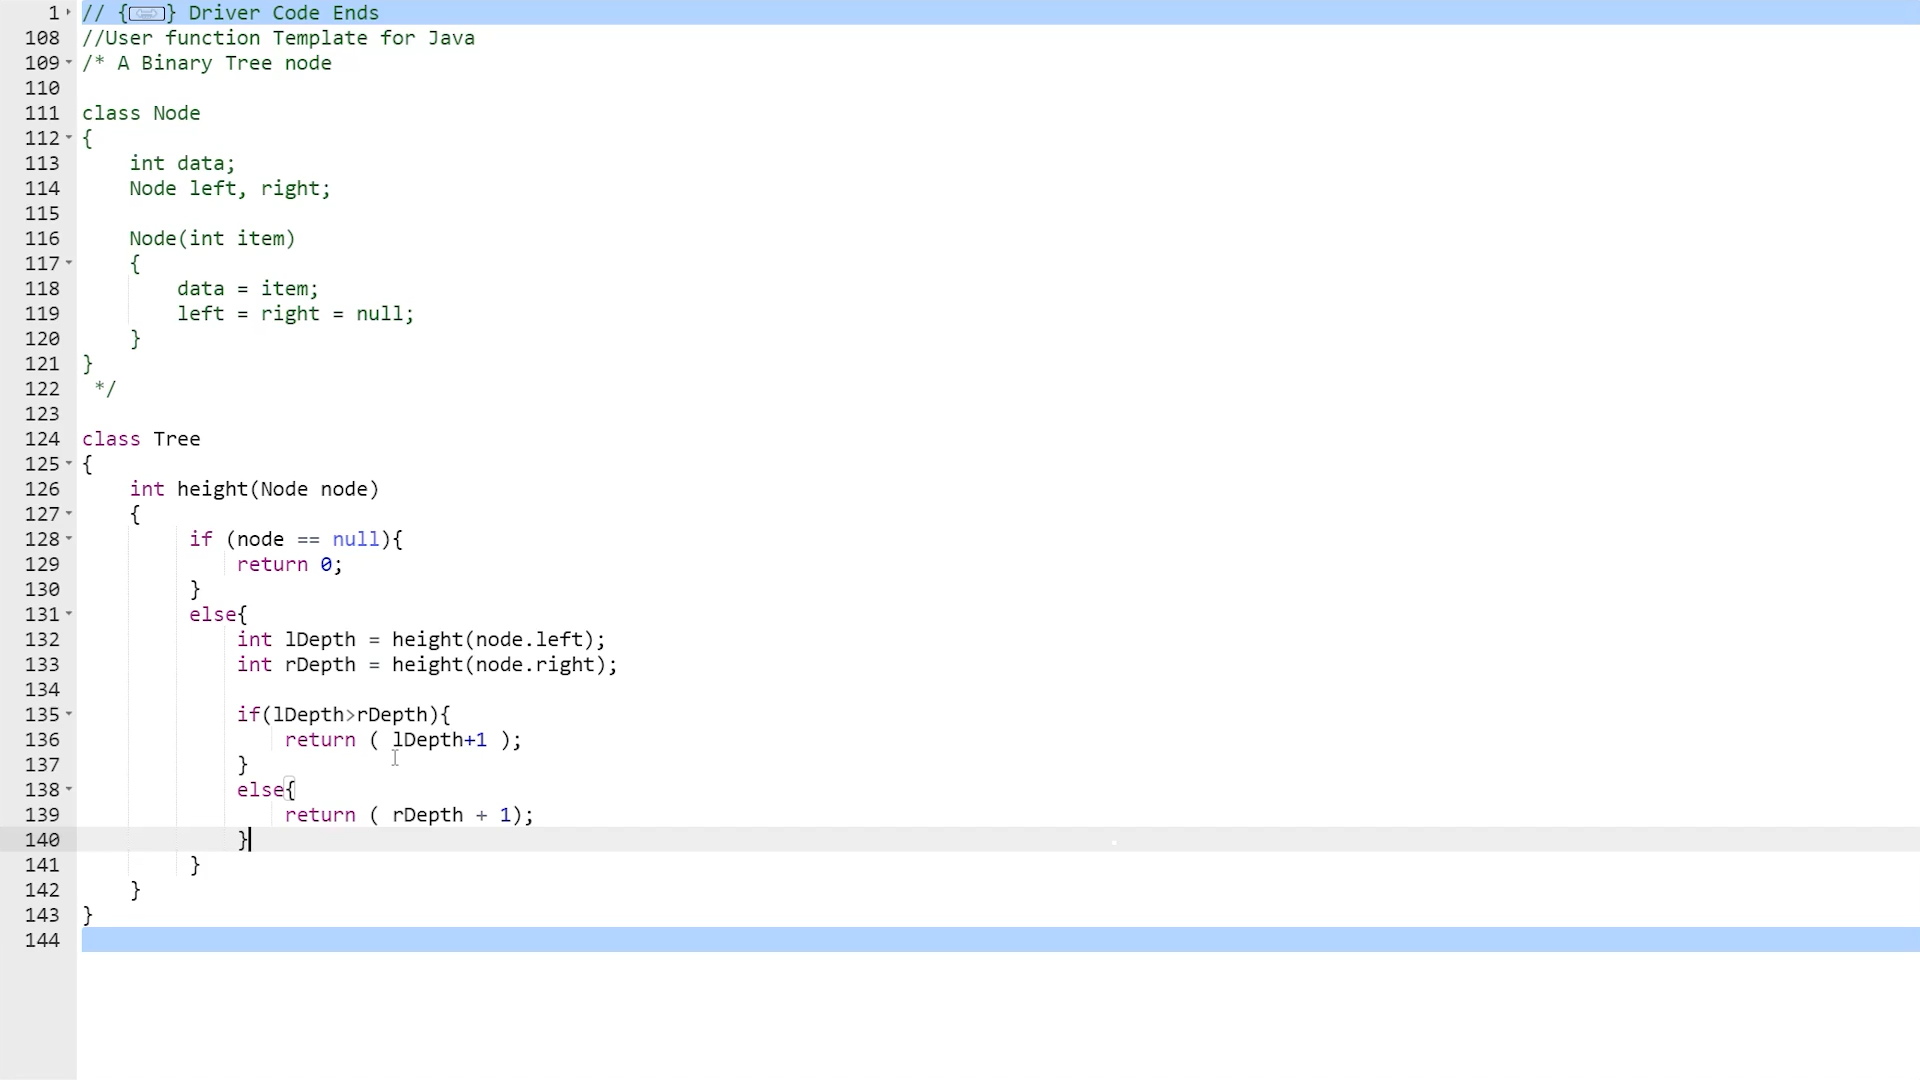 1 // {...} Driver Code Ends
108 //User function Template for Java
109 /* A Binary Tree node
110
111 class Node
112 {
113     int data;
114     Node left, right;
115
116     Node(int item)
117     {
118         data = item;
119         left = right = null;
120     }
121 }
122  */
123
124 class Tree
125 {
126     int height(Node node)
127     {
128          if (node == null){
129              return 0;
130          }
131          else{
132              int lDepth = height(node.left);
133              int rDepth = height(node.right);
134
135              if(lDepth>rDepth){
136                  return ( lDepth+1 );
137              }
138              else{
139                  return ( rDepth + 1);
140              }
141          }
142     }
143 }
144